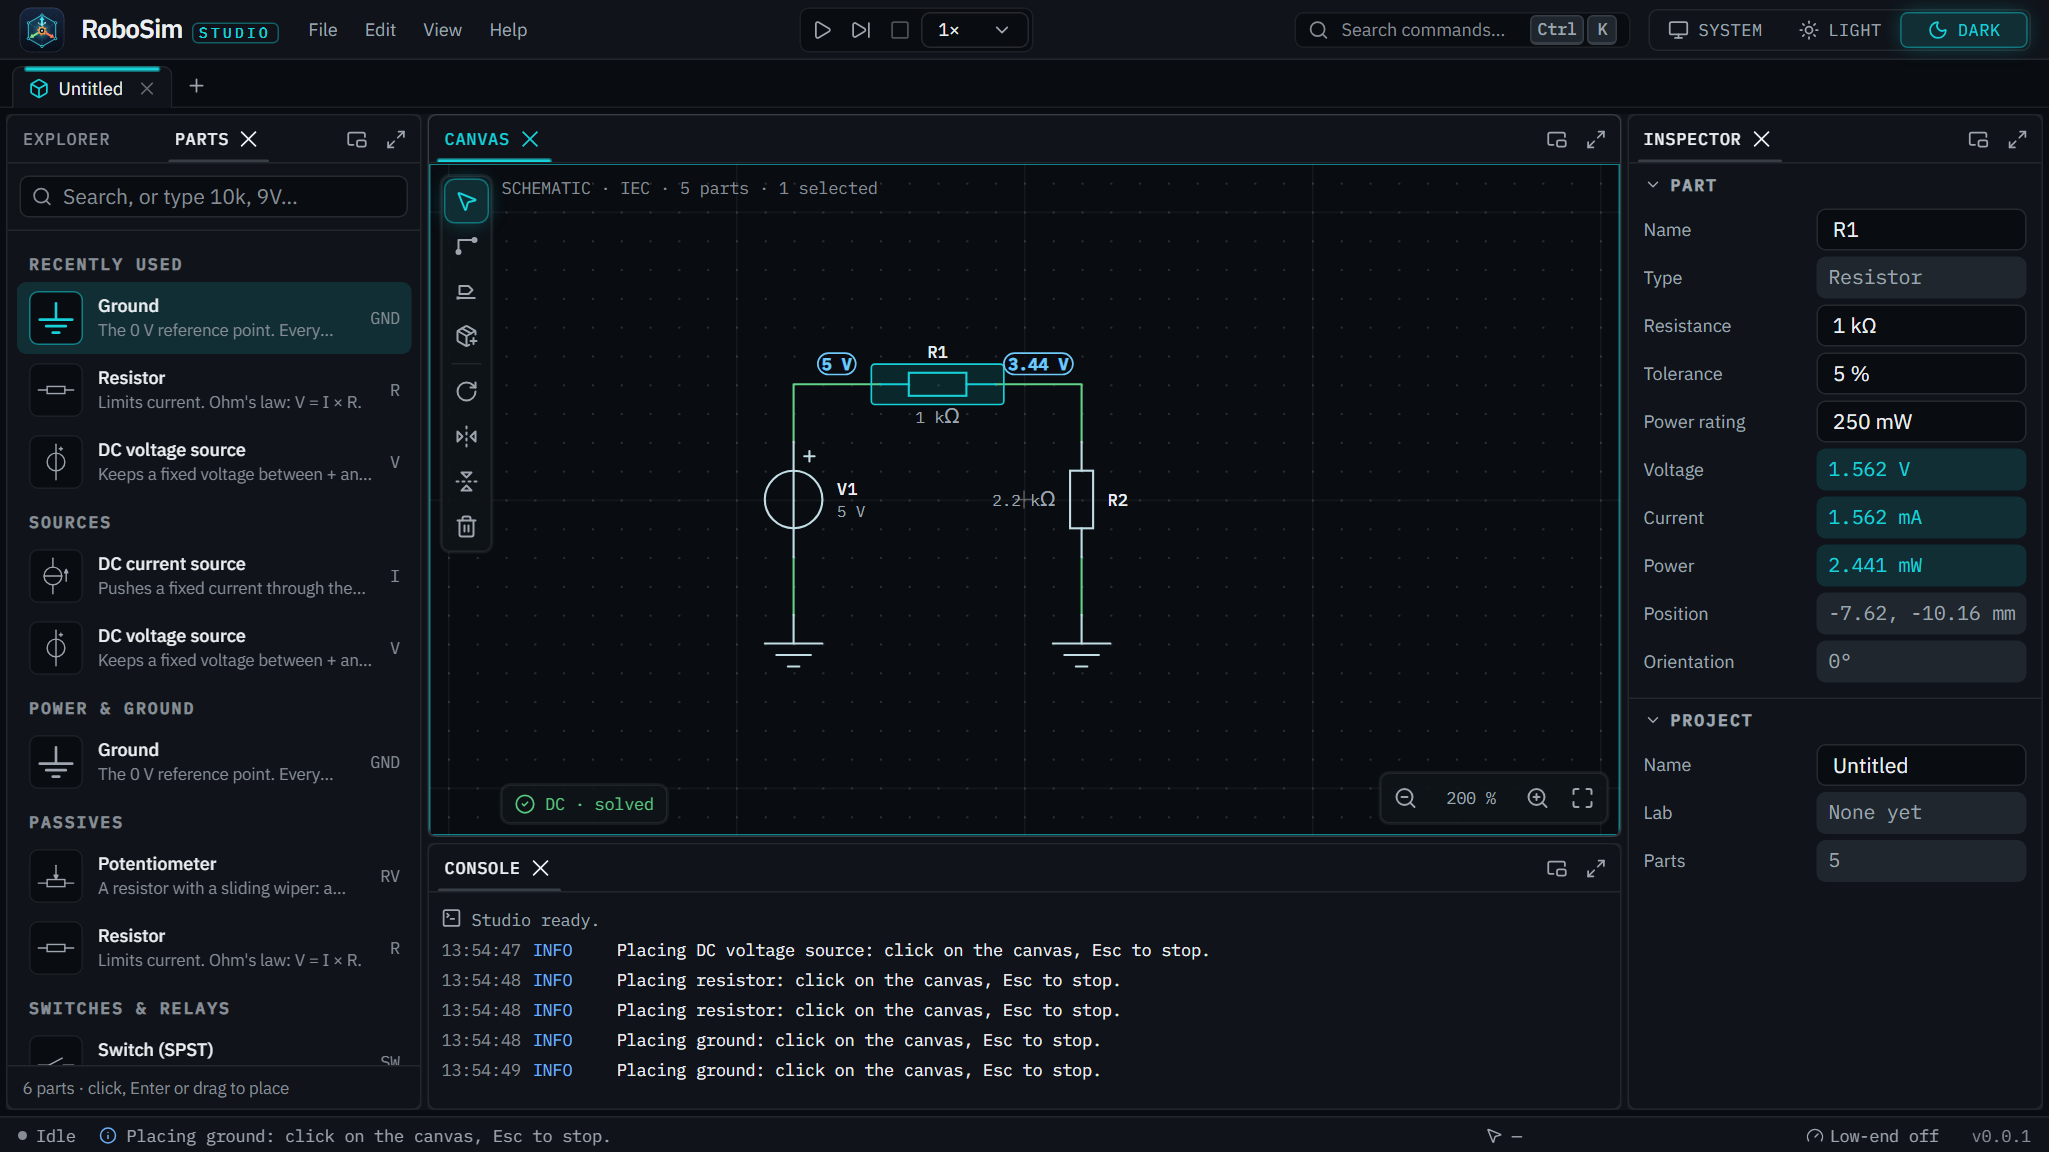 RoboSim STUDIO File Edit View Help 1× Search commands... Ctrl K SYSTEM LIGHT DARK
Untitled
EXPLORER PARTS
Search, or type 10k, 9V...
RECENTLY USED
Ground
The 0 V reference point. Every...
GND
Resistor
Limits current. Ohm's law: V = I × R.
R
DC voltage source
Keeps a fixed voltage between + an...
V
SOURCES
DC current source
Pushes a fixed current through the...
I
DC voltage source
Keeps a fixed voltage between + an...
V
POWER & GROUND
Ground
The 0 V reference point. Every...
GND
PASSIVES
Potentiometer
A resistor with a sliding wiper: a...
RV
Resistor
Limits current. Ohm's law: V = I × R.
R
SWITCHES & RELAYS
Switch (SPST)
SW
6 parts · click, Enter or drag to place
CANVAS
SCHEMATIC · IEC · 5 parts · 1 selected
R1
5 V
3.44 V
1 kΩ
+
V1
5 V
2.2 kΩ
R2
DC · solved
200 %
CONSOLE
Studio ready.
13:54:47 INFO Placing DC voltage source: click on the canvas, Esc to stop.
13:54:48 INFO Placing resistor: click on the canvas, Esc to stop.
13:54:48 INFO Placing resistor: click on the canvas, Esc to stop.
13:54:48 INFO Placing ground: click on the canvas, Esc to stop.
13:54:49 INFO Placing ground: click on the canvas, Esc to stop.
INSPECTOR
PART
Name R1
Type Resistor
Resistance 1 kΩ
Tolerance 5 %
Power rating 250 mW
Voltage 1.562 V
Current 1.562 mA
Power 2.441 mW
Position -7.62, -10.16 mm
Orientation 0°
PROJECT
Name Untitled
Lab None yet
Parts 5
Idle Placing ground: click on the canvas, Esc to stop. — Low-end off v0.0.1